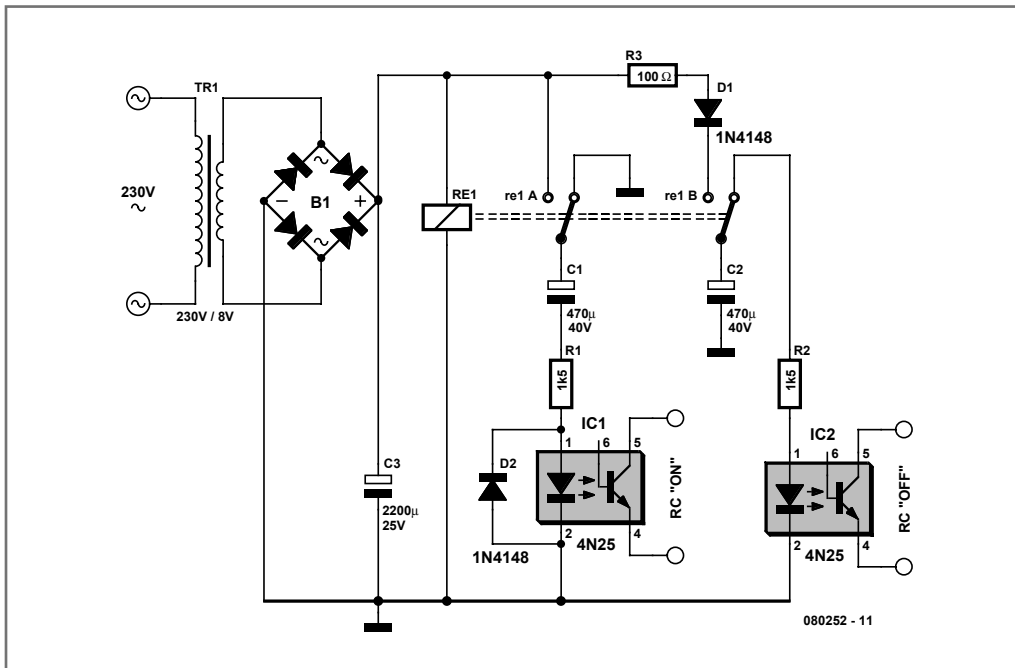 R3
100 Ω
D1
1N4148
TR1
230V
~
~
~
~
~
− B1 +
230V / 8V
RE1
re1 A
re1 B
C1
470µ
40V
C2
470µ
40V
R1
1k5
R2
1k5
C3
2200µ
25V
D2
1N4148
IC1
1
6
5
2
4
4N25
RC "ON"
IC2
1
6
5
2
4
4N25
RC "OFF"
080252 - 11